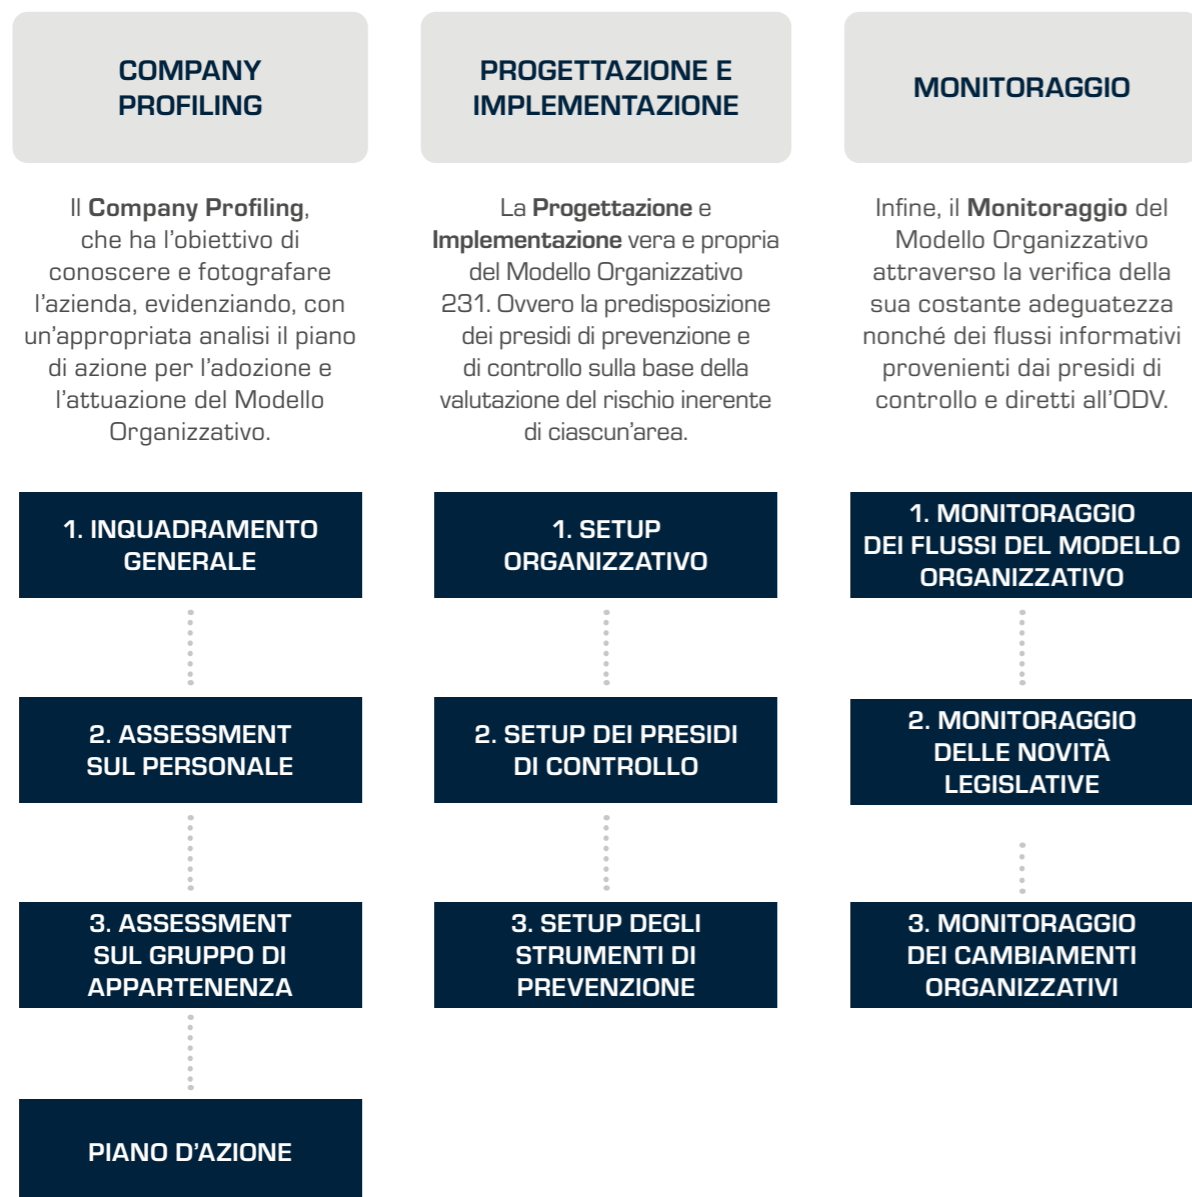 COMPANY
PROFILING
Il Company Profiling,
che ha l'obiettivo di
conoscere e fotografare
l'azienda, evidenziando, con
un'appropriata analisi il piano
di azione per l'adozione e
l'attuazione del Modello
Organizzativo.
1. INQUADRAMENTO
GENERALE
2. ASSESSMENT
SUL PERSONALE
3. ASSESSMENT
SUL GRUPPO DI
APPARTENENZA
PIANO D'AZIONE
PROGETTAZIONE E
IMPLEMENTAZIONE
La Progettazione e
Implementazione vera e propria
del Modello Organizzativo
231. Ovvero la predisposizione
dei presidi di prevenzione e
di controllo sulla base della
valutazione del rischio inerente
di ciascun'area.
1. SETUP
ORGANIZZATIVO
2. SETUP DEI PRESIDI
DI CONTROLLO
3. SETUP DEGLI
STRUMENTI DI
PREVENZIONE
MONITORAGGIO
Infine, il Monitoraggio del
Modello Organizzativo
attraverso la verifica della
sua costante adeguatezza
nonché dei flussi informativi
provenienti dai presidi di
controllo e diretti all'ODV.
1. MONITORAGGIO
DEI FLUSSI DEL MODELLO
ORGANIZZATIVO
2. MONITORAGGIO
DELLE NOVITÀ
LEGISLATIVE
3. MONITORAGGIO
DEI CAMBIAMENTI
ORGANIZZATIVI